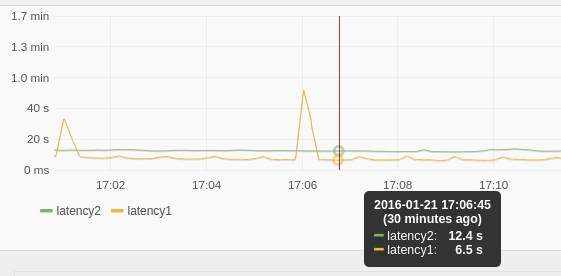 1.7 min
1.3 min
1.0 min
40 s
20 s
0 ms
17:02 17:04 17:06 17:08 17:10
latency2 latency1
2016-01-21 17:06:45
(30 minutes ago)
latency2: 12.4 s
latency1: 6.5 s